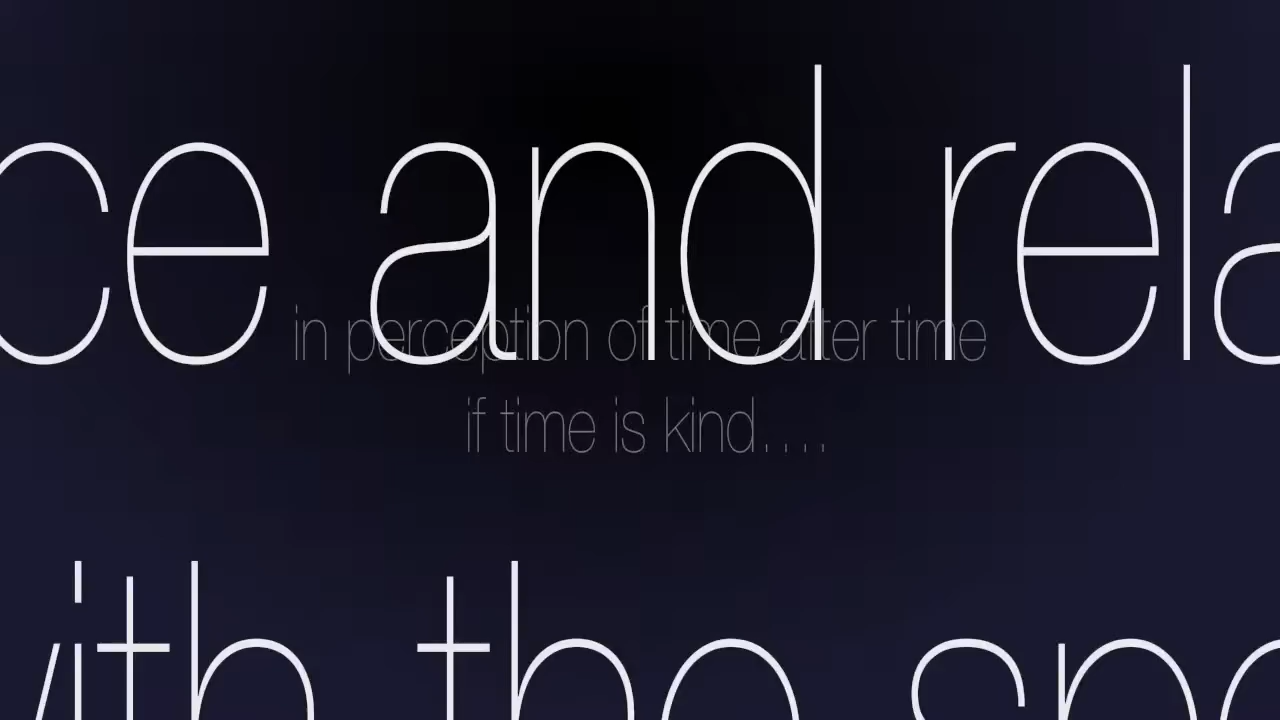 ce and rela
in perception of time after time
if time is kind....
with the spe